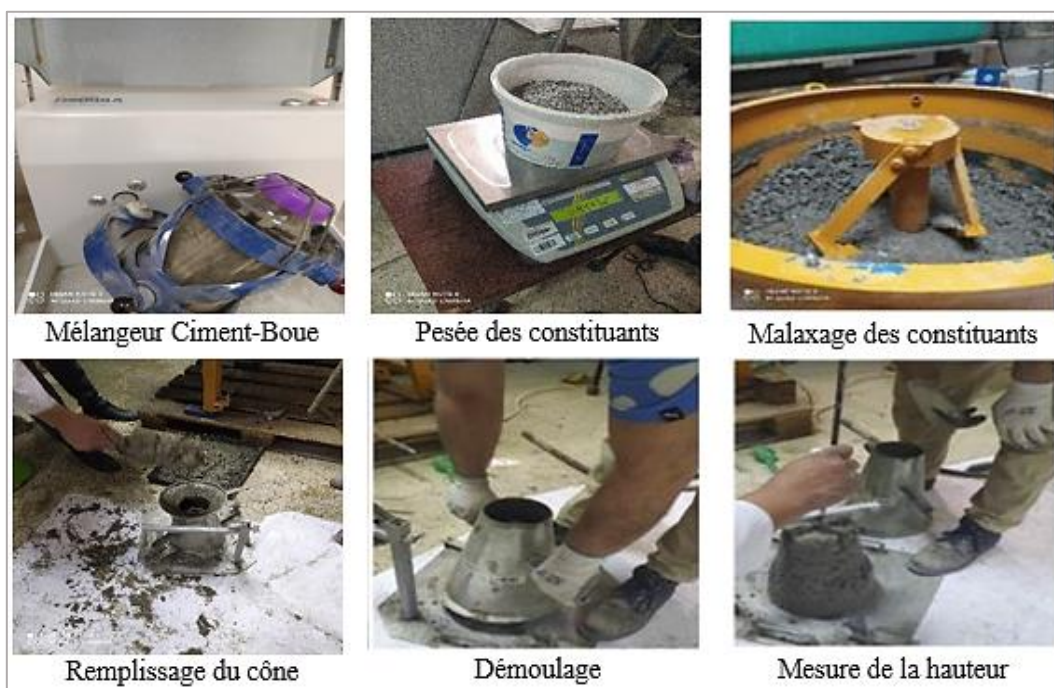 Mélangeur Ciment-Boue
Pesée des constituants
Malaxage des constituants
Remplissage du cône
Démoulage
Mesure de la hauteur